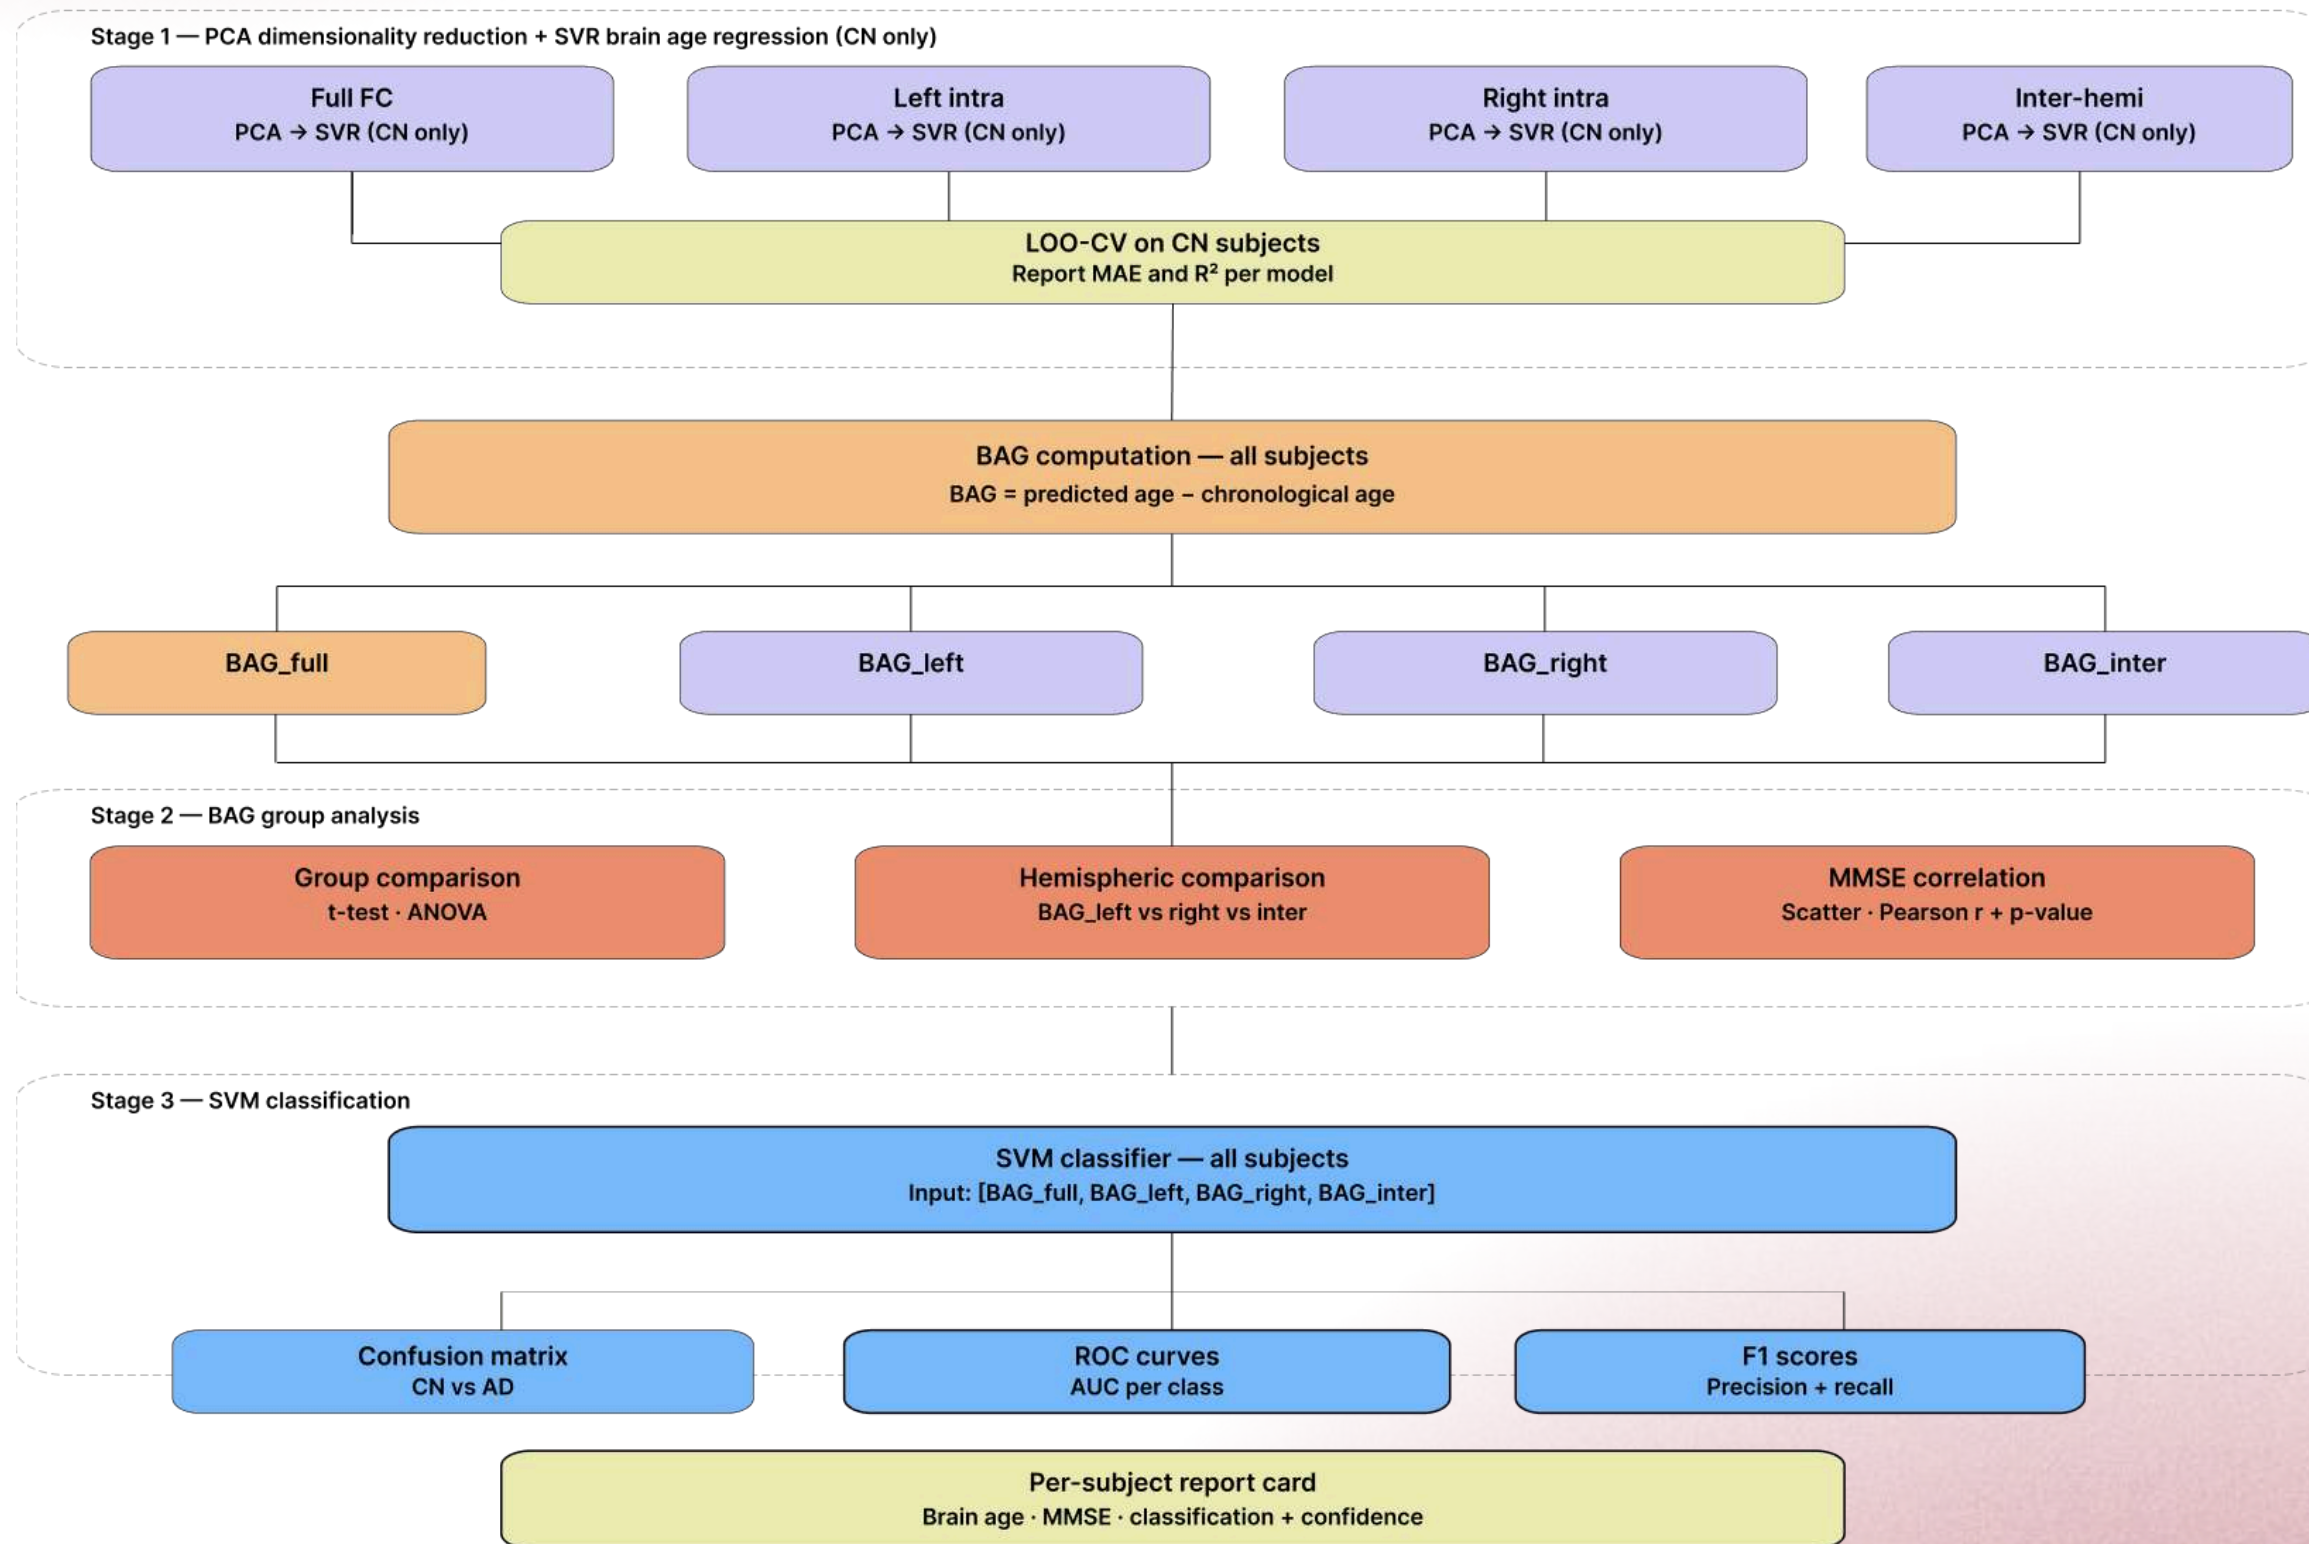 Stage 1 — PCA dimensionality reduction + SVR brain age regression (CN only)
Full FC
PCA → SVR (CN only)
Left intra
PCA → SVR (CN only)
Right intra
PCA → SVR (CN only)
Inter-hemi
PCA → SVR (CN only)
LOO-CV on CN subjects
Report MAE and R² per model
BAG computation — all subjects
BAG = predicted age − chronological age
BAG_full
BAG_left
BAG_right
BAG_inter
Stage 2 — BAG group analysis
Group comparison
t-test · ANOVA
Hemispheric comparison
BAG_left vs right vs inter
MMSE correlation
Scatter · Pearson r + p-value
Stage 3 — SVM classification
SVM classifier — all subjects
Input: [BAG_full, BAG_left, BAG_right, BAG_inter]
Confusion matrix
CN vs AD
ROC curves
AUC per class
F1 scores
Precision + recall
Per-subject report card
Brain age · MMSE · classification + confidence